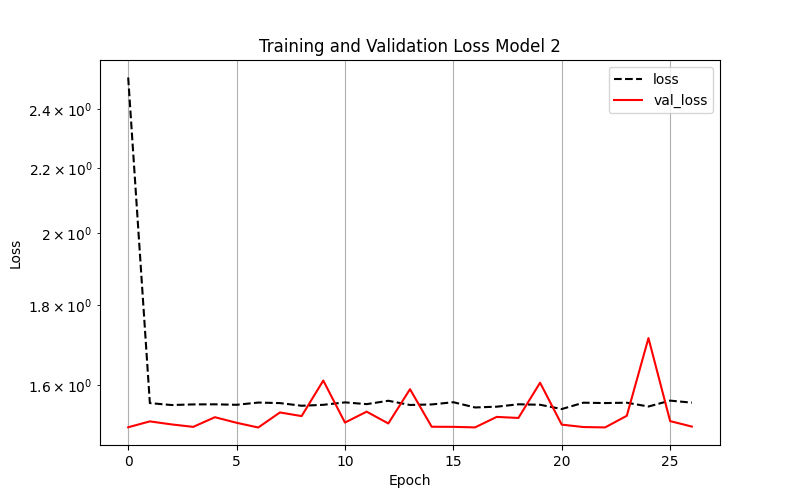 Training and Validation Loss Model 2
loss
val_loss
2.4 × 10⁰
2.2 × 10⁰
2 × 10⁰
1.8 × 10⁰
1.6 × 10⁰
Loss
0 5 10 15 20 25
Epoch